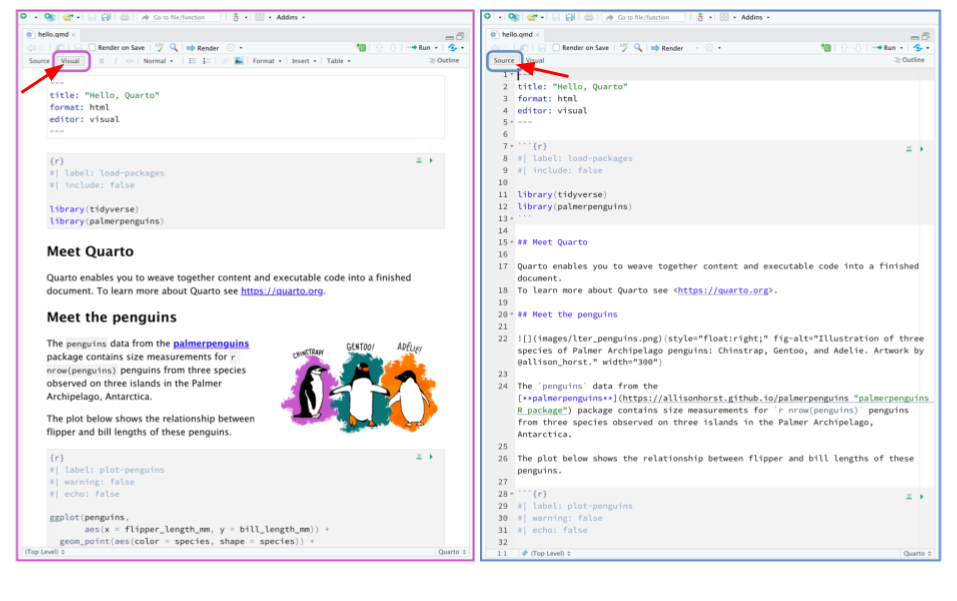 Go to file/function
Addins
hello.qmd
Render on Save
Render
Run
Source
Visual
B
I
Normal
Format
Insert
Table
Outline
---
title: "Hello, Quarto"
format: html
editor: visual
---
{r}
#| label: load-packages
#| include: false
library(tidyverse)
library(palmerpenguins)
Meet Quarto
Quarto enables you to weave together content and executable code into a finished
document. To learn more about Quarto see https://quarto.org.
Meet the penguins
The penguins data from the palmerpenguins
package contains size measurements for r
nrow(penguins) penguins from three species
observed on three islands in the Palmer
Archipelago, Antarctica.
The plot below shows the relationship between
flipper and bill lengths of these penguins.
CHINSTRAP!
GENTOO!
ADÉLIE!
{r}
#| label: plot-penguins
#| warning: false
#| echo: false
ggplot(penguins,
aes(x = flipper_length_mm, y = bill_length_mm)) +
geom_point(aes(color = species, shape = species)) +
(Top Level)
Quarto
Go to file/function
Addins
hello.qmd
Render on Save
Render
Run
Source
Visual
Outline
1 ---
2 title: "Hello, Quarto"
3 format: html
4 editor: visual
5 ---
6
7 ```{r}
8 #| label: load-packages
9 #| include: false
10
11 library(tidyverse)
12 library(palmerpenguins)
13 ```
14
15 ## Meet Quarto
16
17 Quarto enables you to weave together content and executable code into a finished
document.
18 To learn more about Quarto see <https://quarto.org>.
19
20 ## Meet the penguins
21
22 ![](images/lter_penguins.png){style="float:right;" fig-alt="Illustration of three
species of Palmer Archipelago penguins: Chinstrap, Gentoo, and Adelie. Artwork by
@allison_horst." width="300"}
23
24 The `penguins` data from the
[**palmerpenguins**](https://allisonhorst.github.io/palmerpenguins "palmerpenguins
R package") package contains size measurements for `r nrow(penguins)` penguins
from three species observed on three islands in the Palmer Archipelago,
Antarctica.
25
26 The plot below shows the relationship between flipper and bill lengths of these
penguins.
27
28 ```{r}
29 #| label: plot-penguins
30 #| warning: false
31 #| echo: false
32
1:1
(Top Level)
Quarto